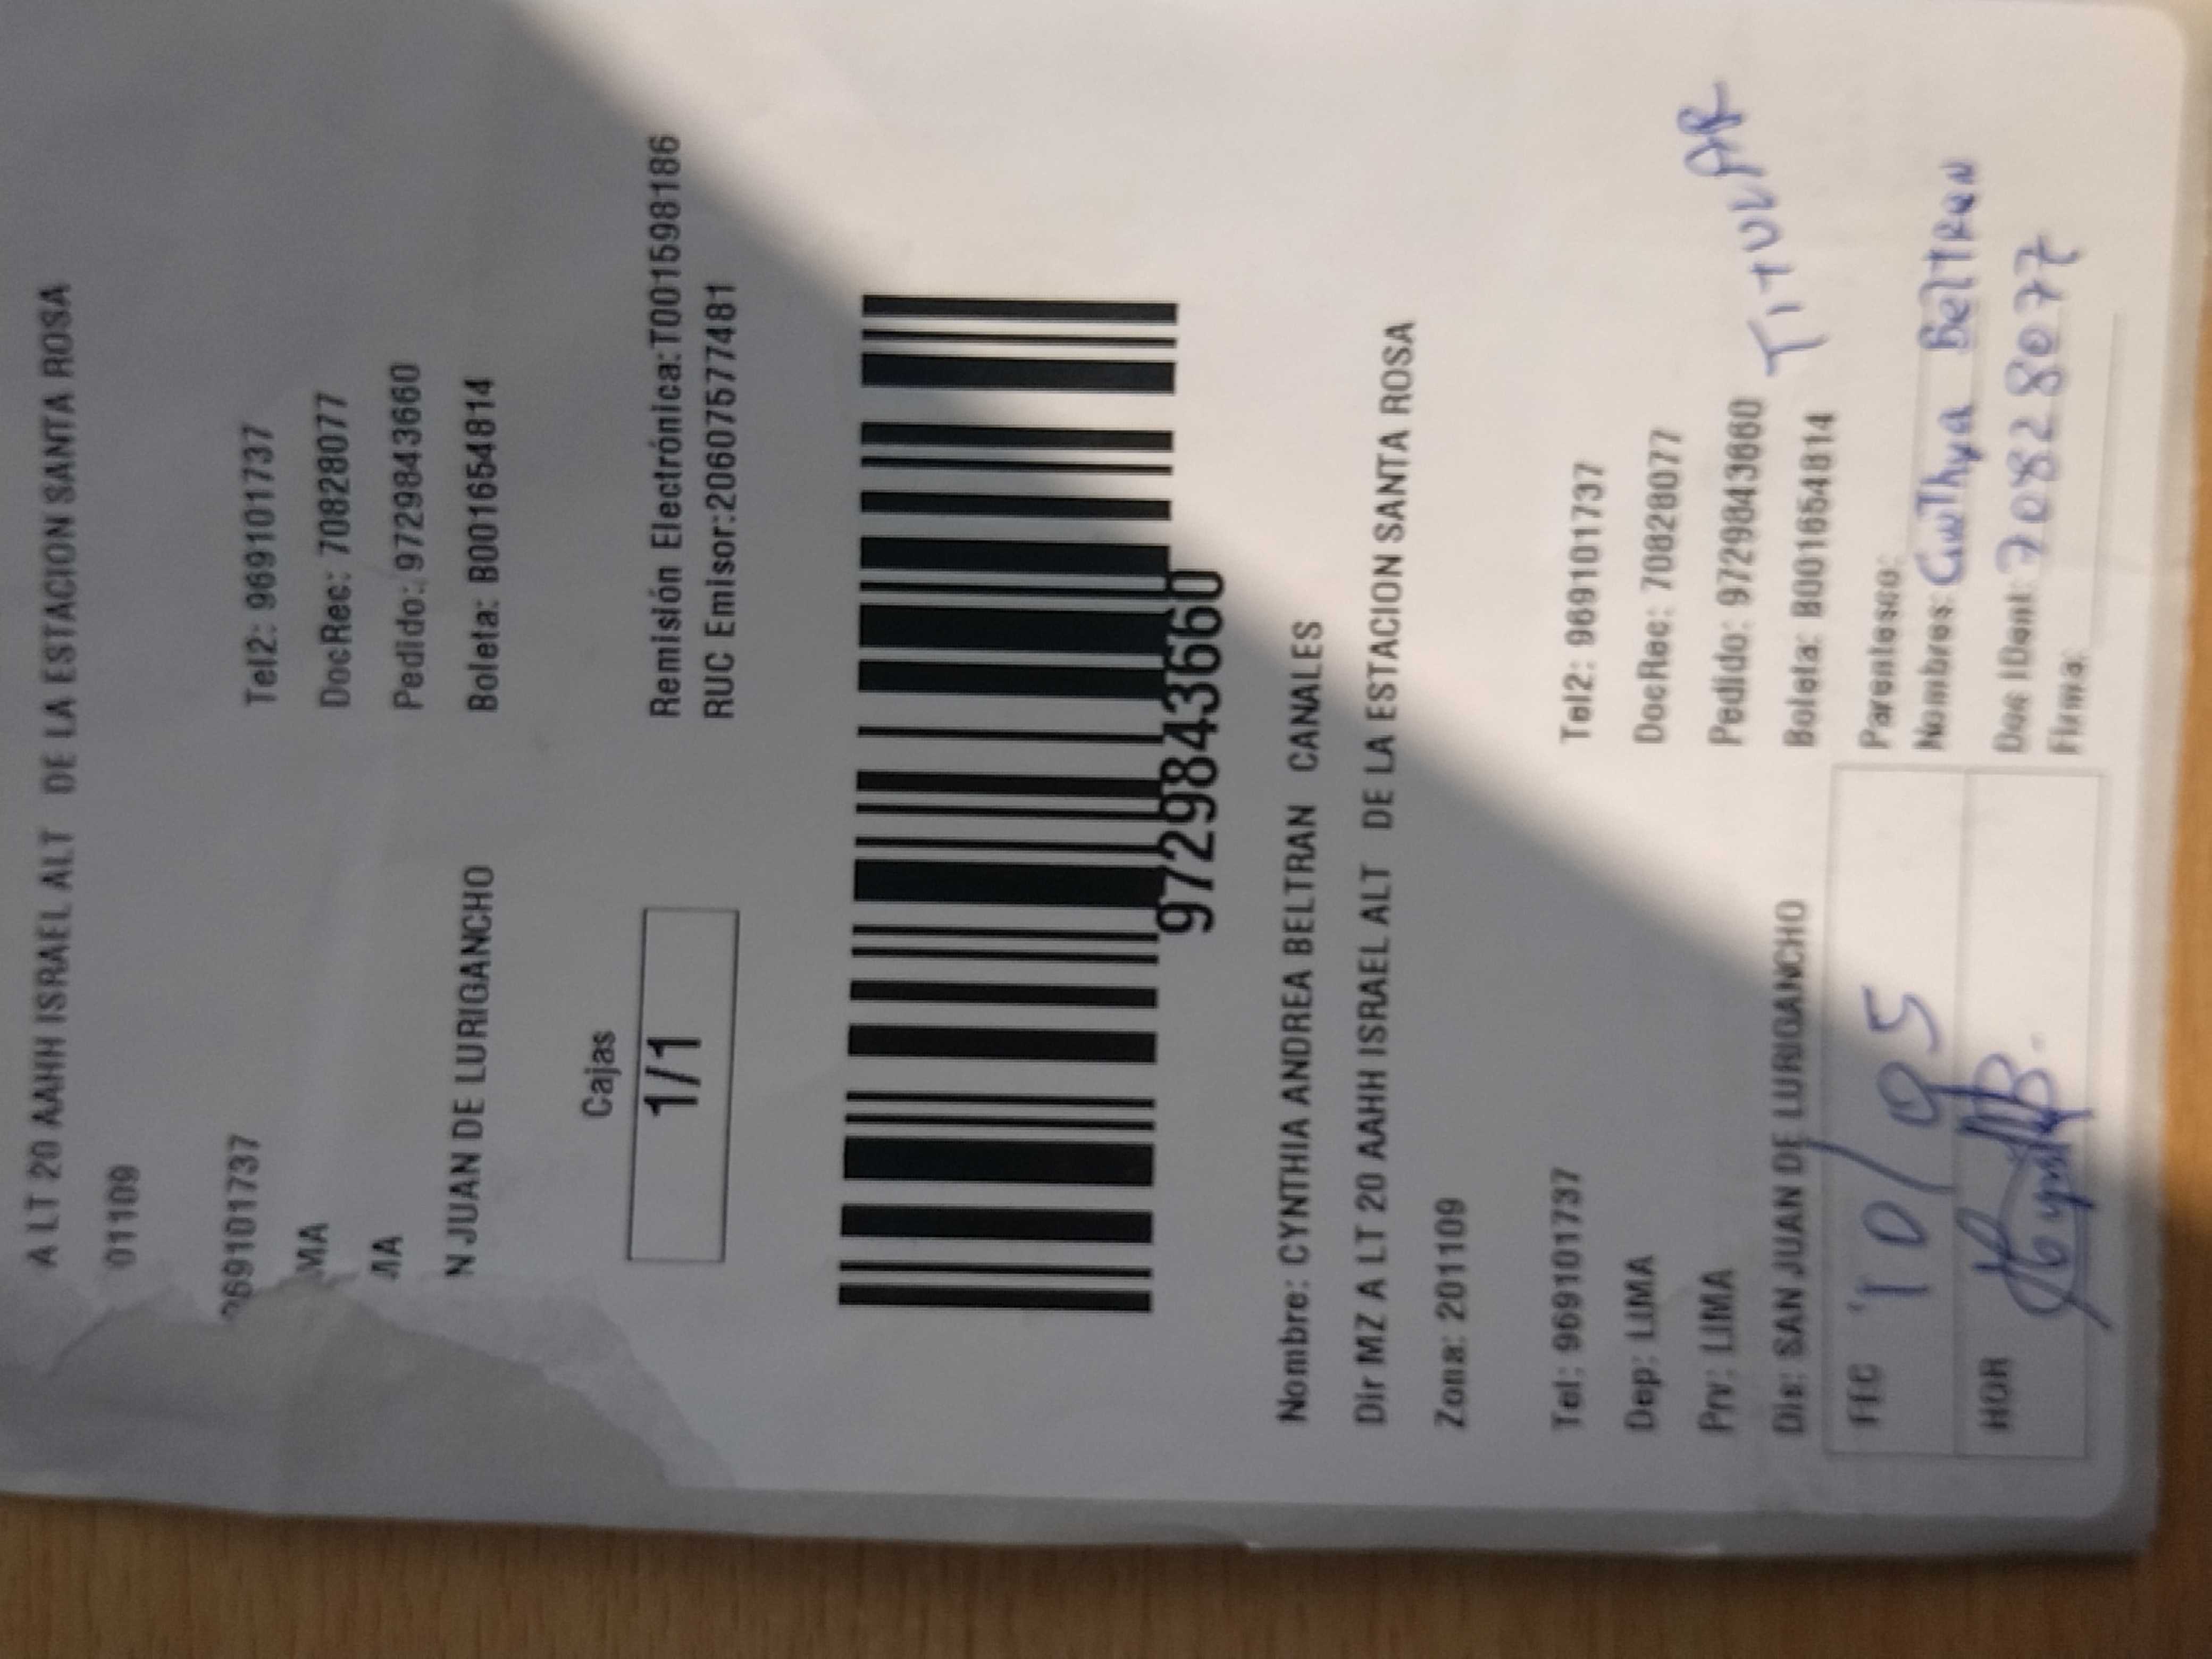 A LT 20 AAHH ISRAEL ALT DE LA ESTACION SANTA ROSA
01109
969101737 Tel2: 969101737
MA DocRec: 70828077
MA Pedido: 97298443660
N JUAN DE LURIGANCHO Boleta: B001654814
Cajas
1/1
Remisión Electrónica:T001598186
RUC Emisor:20607577481
97298443660
Nombre: CYNTHIA ANDREA BELTRAN CANALES
Dir MZ A LT 20 AAHH ISRAEL ALT DE LA ESTACION SANTA ROSA
Zona: 201109
Tel: 969101737 Tel2: 969101737
Dep: LIMA DocRec: 70828077
Prv: LIMA Pedido: 97298443660
Dis: SAN JUAN DE LURIGANCHO Boleta: B001654814
TITULAR
FEC 10/05 Parentesco:
Nombres: Cinthya Beltran
HOR Doc IDent: 70828077
Firma: